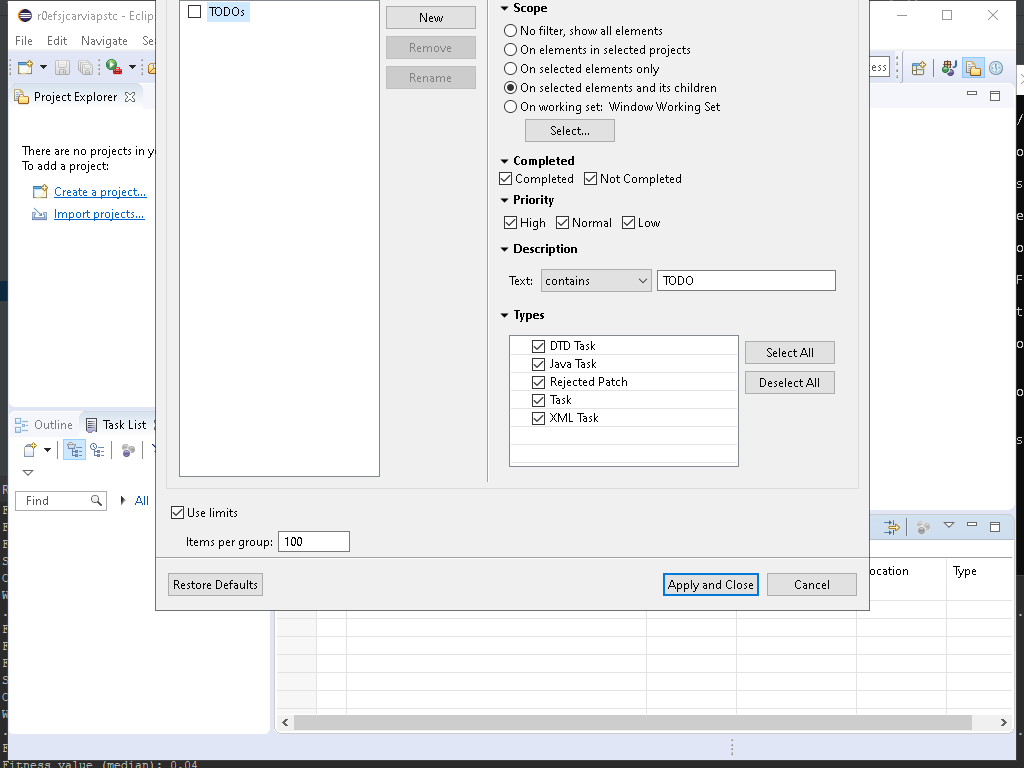 r0efsjcarviapstc - Eclip
File Edit Navigate Se
Project Explorer
There are no projects in y
To add a project:
Create a project...
Import projects...
Outline Task List
Find All
TODOs
New
Remove
Rename
Scope
No filter, show all elements
On elements in selected projects
On selected elements only
On selected elements and its children
On working set: Window Working Set
Select...
Completed
Completed Not Completed
Priority
High Normal Low
Description
Text: contains TODO
Types
DTD Task
Java Task
Rejected Patch
Task
XML Task
Select All
Deselect All
Use limits
Items per group: 100
Restore Defaults Apply and Close Cancel
ess
ocation Type
Fitness value (median): 0.04